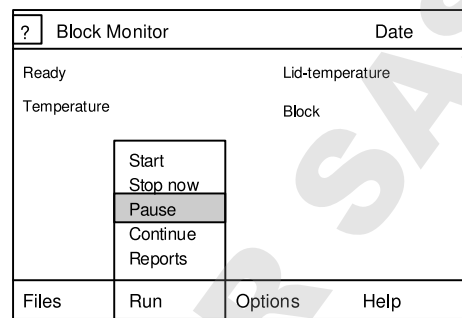 ? Block Monitor Date
Ready Lid-temperature
Temperature Block
Start
Stop now
Pause
Continue
Reports
Files Run Options Help